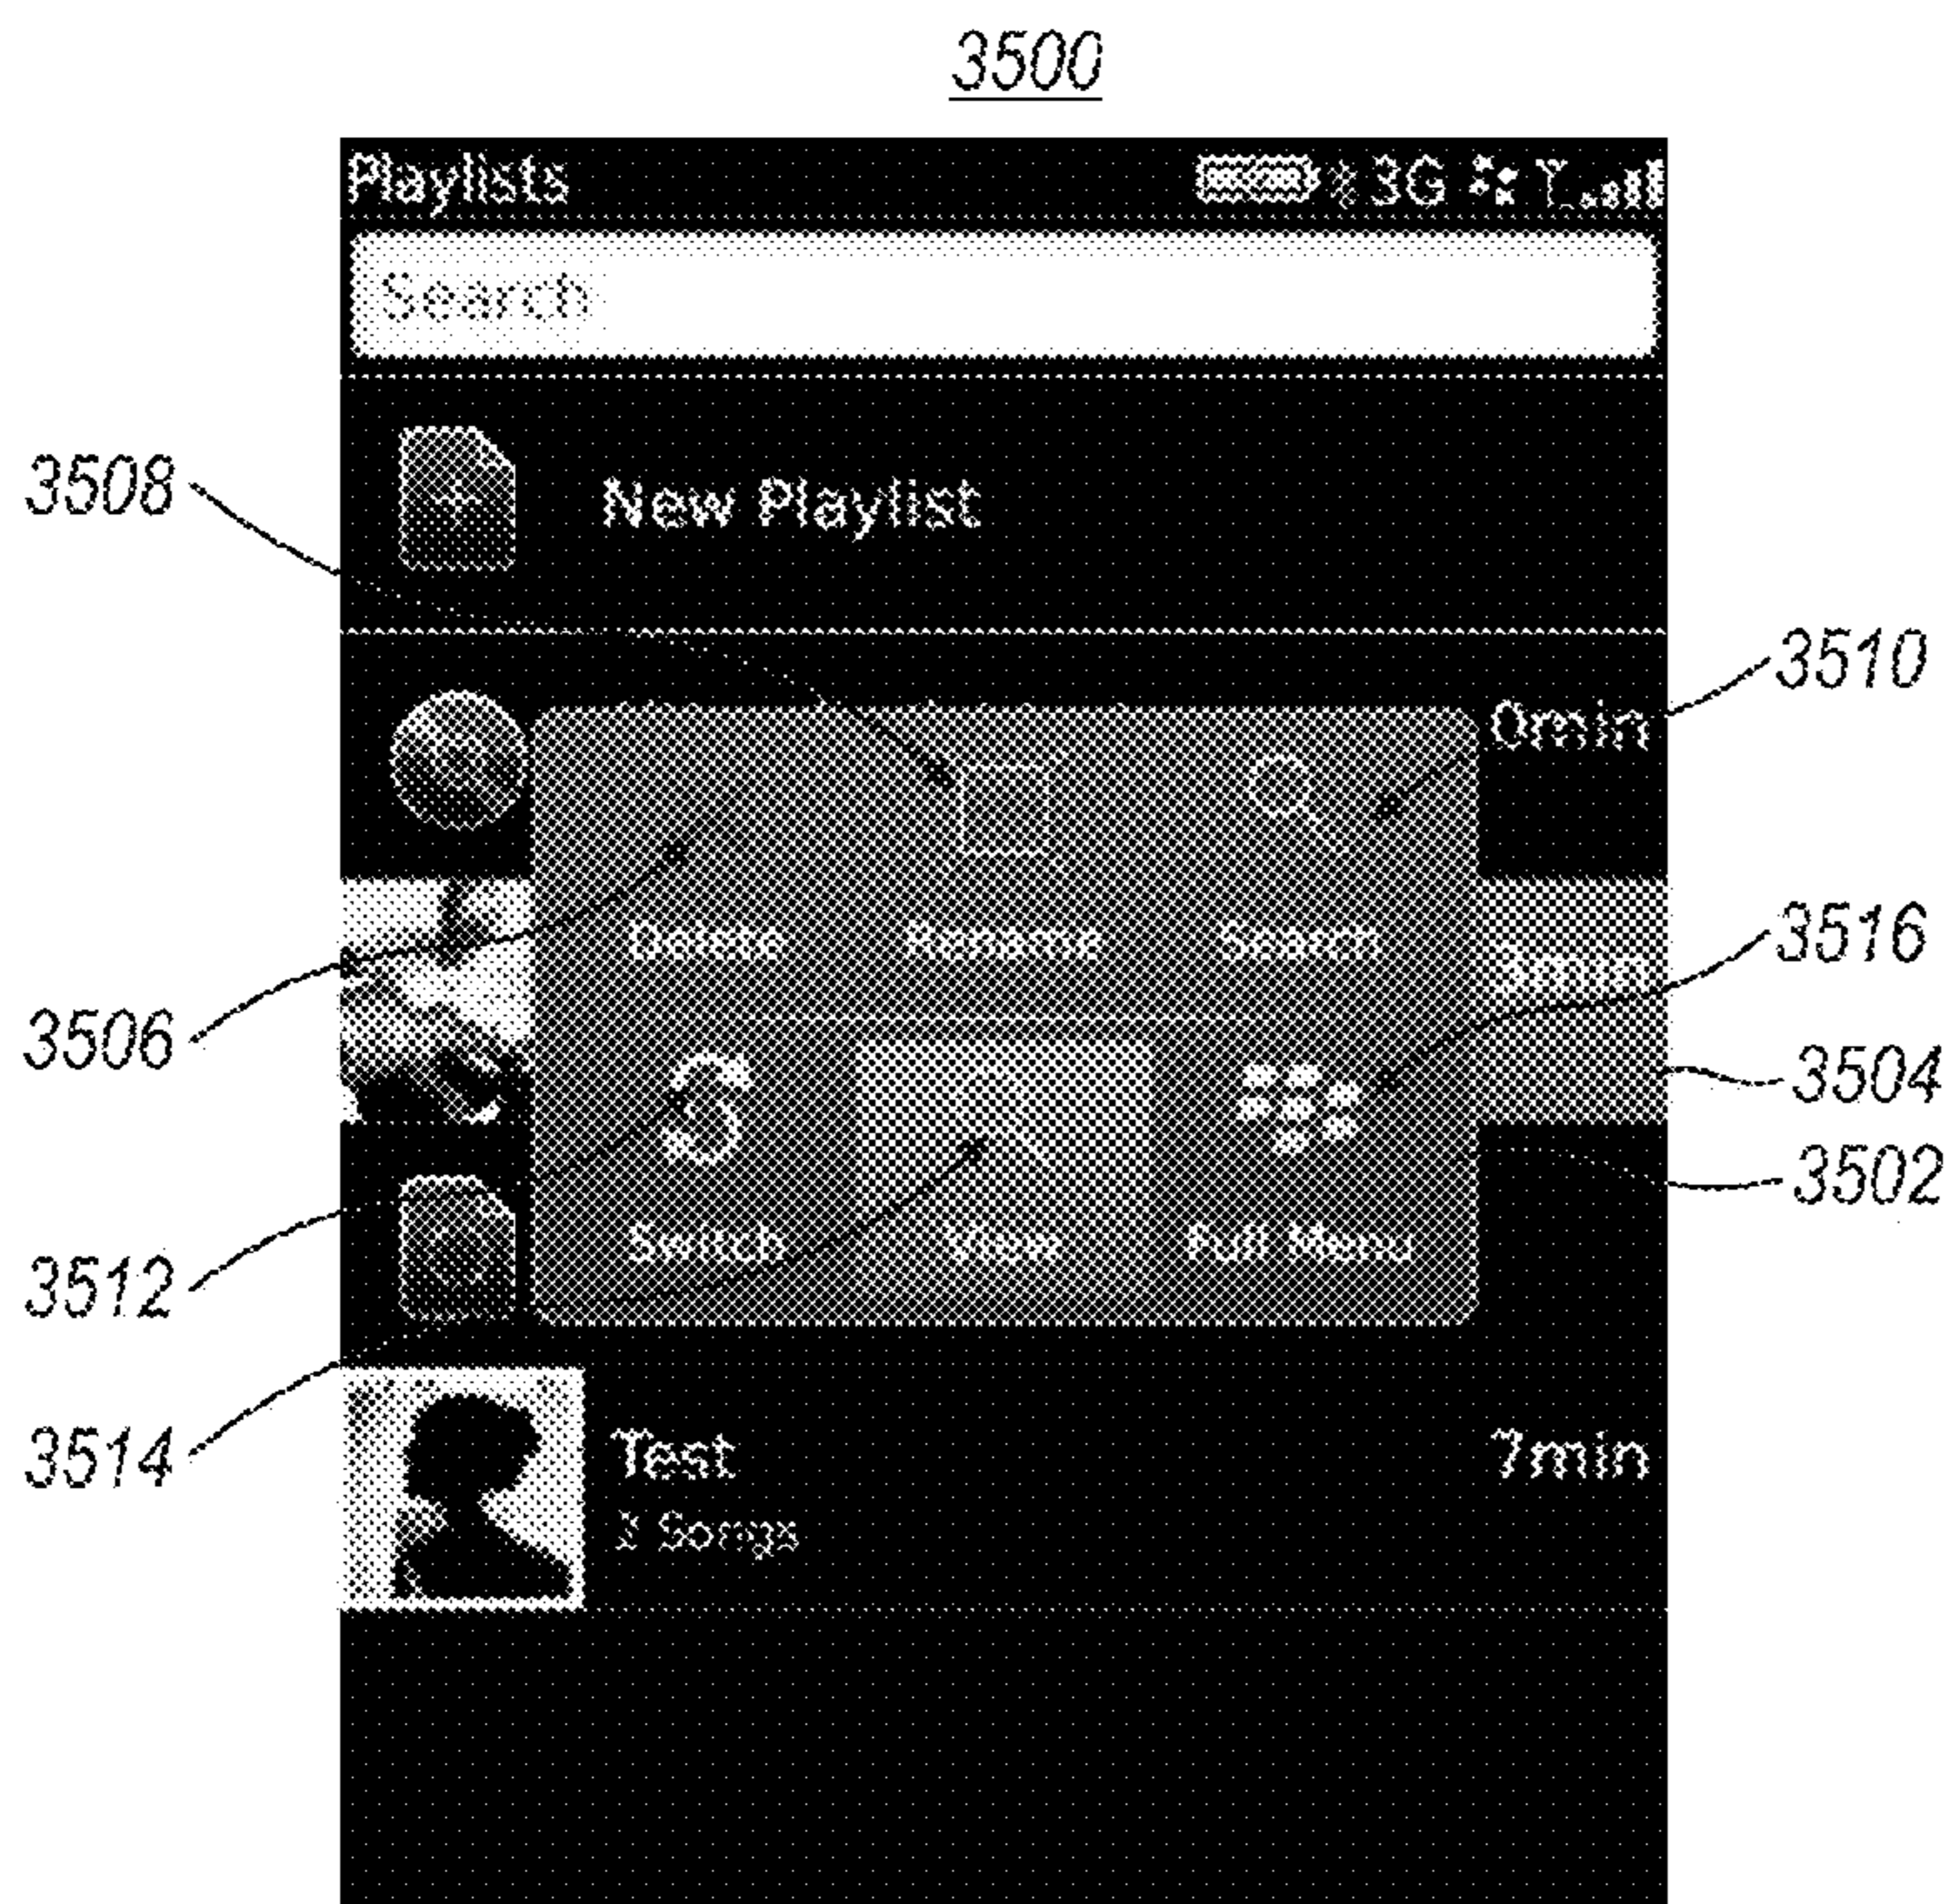 3500
Playlists 3G
Search
3508
New Playlist
3510
0min
3516
Delete Rename Search
3506
3504
3502
3512
Switch View Full Menu
3514
Test 7min
Songs